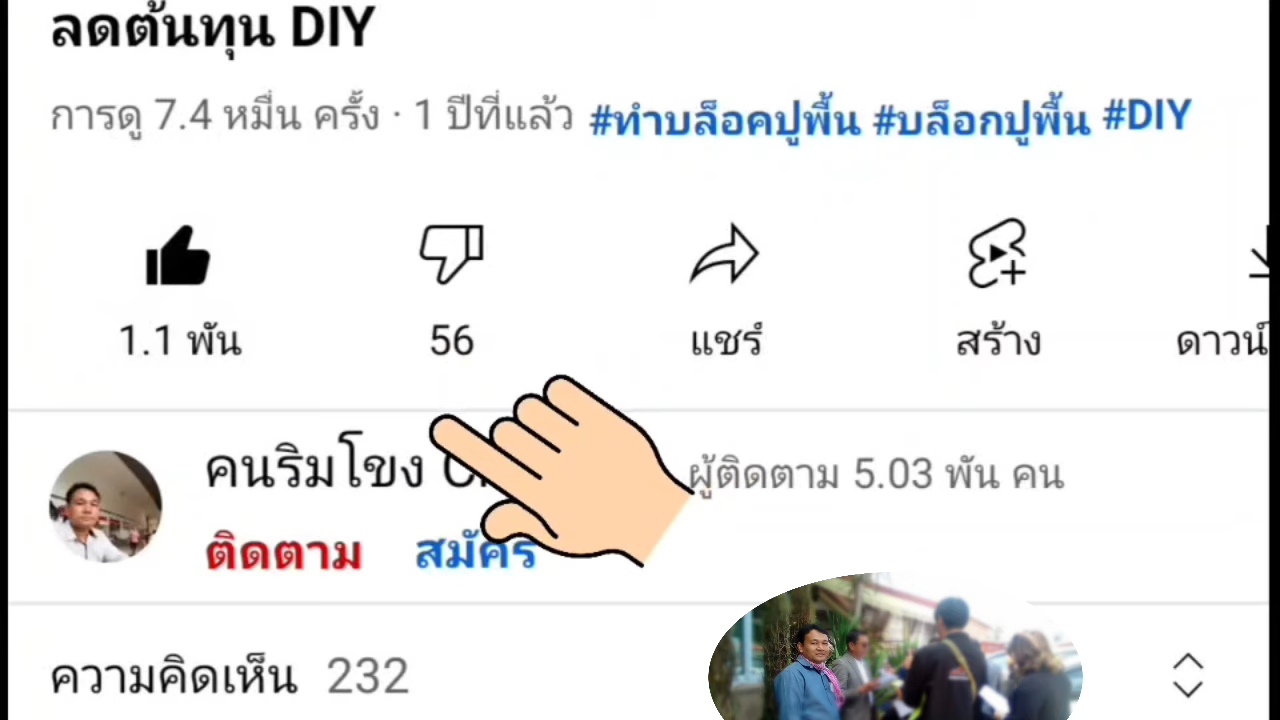 ลดต้นทุน DIY
การดู 7.4 หมื่น ครั้ง · 1 ปีที่แล้ว #ทำบล็อคปูพื้น #บล็อกปูพื้น #DIY
1.1 พัน 56 แชร์ สร้าง ดาวน์
คนริมโขง ผู้ติดตาม 5.03 พัน คน
ติดตาม สมัคร
ความคิดเห็น 232